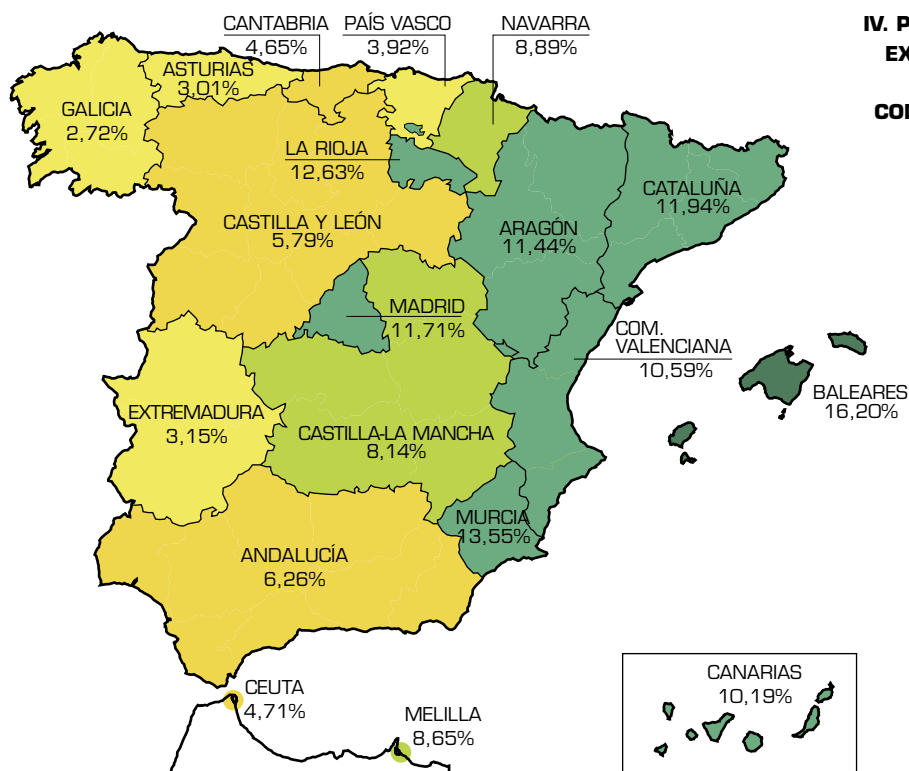 CANTABRIA
4,65%
PAÍS VASCO
3,92%
NAVARRA
8,89%
IV. P
EX
COI
ASTURIAS
3,01%
GALICIA
2,72%
LA RIOJA
12,63%
CATALUÑA
11,94%
CASTILLA Y LEÓN
5,79%
ARAGÓN
11,44%
MADRID
11,71%
COM.
VALENCIANA
10,59%
BALEARES
16,20%
EXTREMADURA
3,15%
CASTILLA-LA MANCHA
8,14%
MURCIA
13,55%
ANDALUCÍA
6,26%
CEUTA
4,71%
MELILLA
8,65%
CANARIAS
10,19%